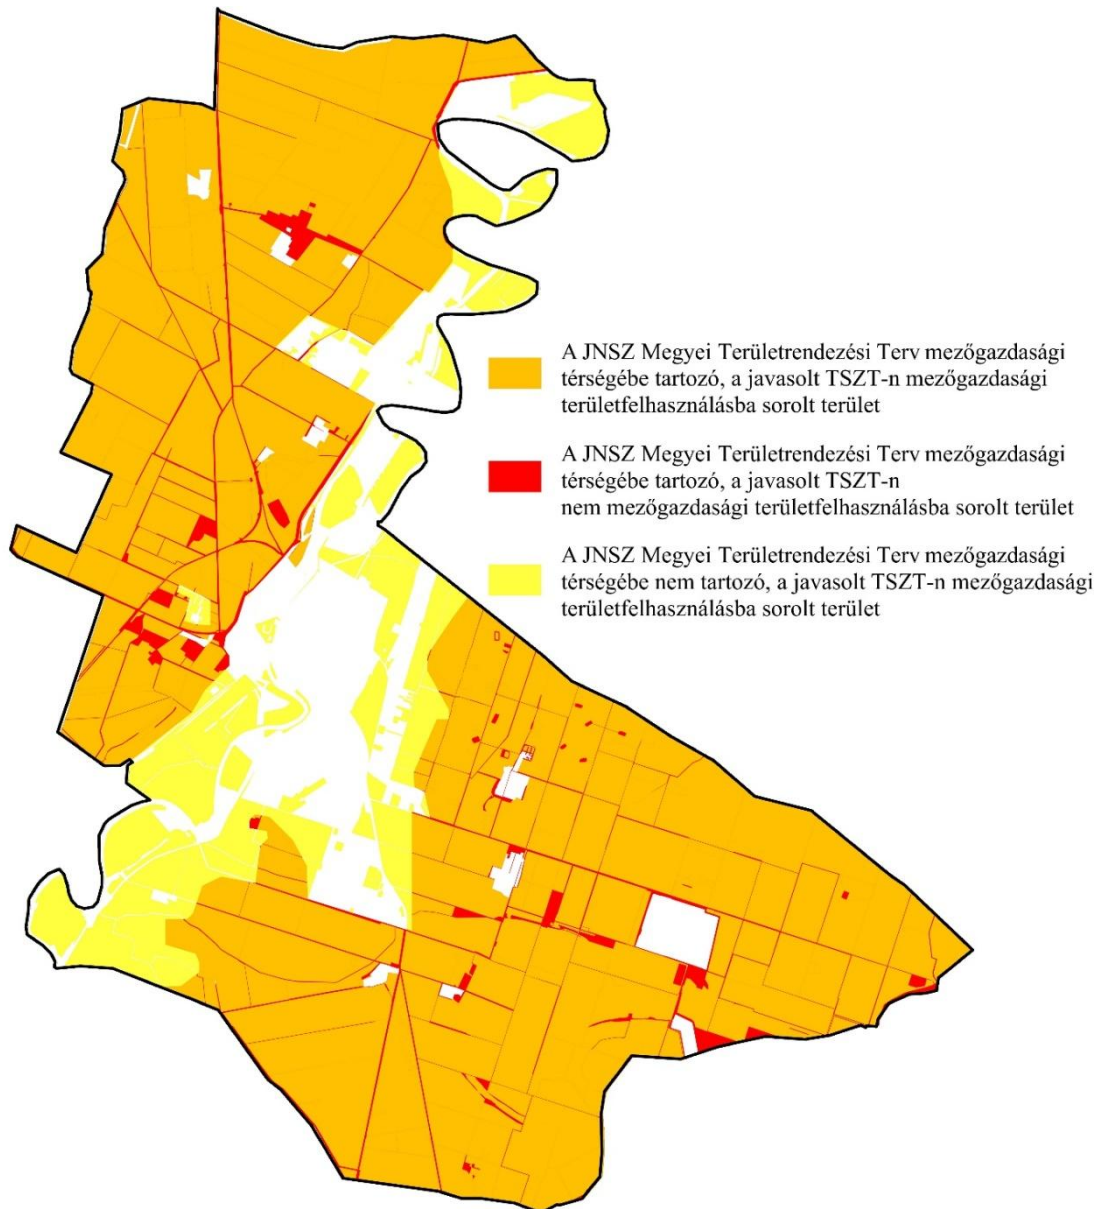 A JNSZ Megyei Területrendezési Terv mezőgazdasági
térségébe tartozó, a javasolt TSZT-n mezőgazdasági
területfelhasználásba sorolt terület
A JNSZ Megyei Területrendezési Terv mezőgazdasági
térségébe tartozó, a javasolt TSZT-n
nem mezőgazdasági területfelhasználásba sorolt terület
A JNSZ Megyei Területrendezési Terv mezőgazdasági
térségébe nem tartozó, a javasolt TSZT-n mezőgazdasági
területfelhasználásba sorolt terület